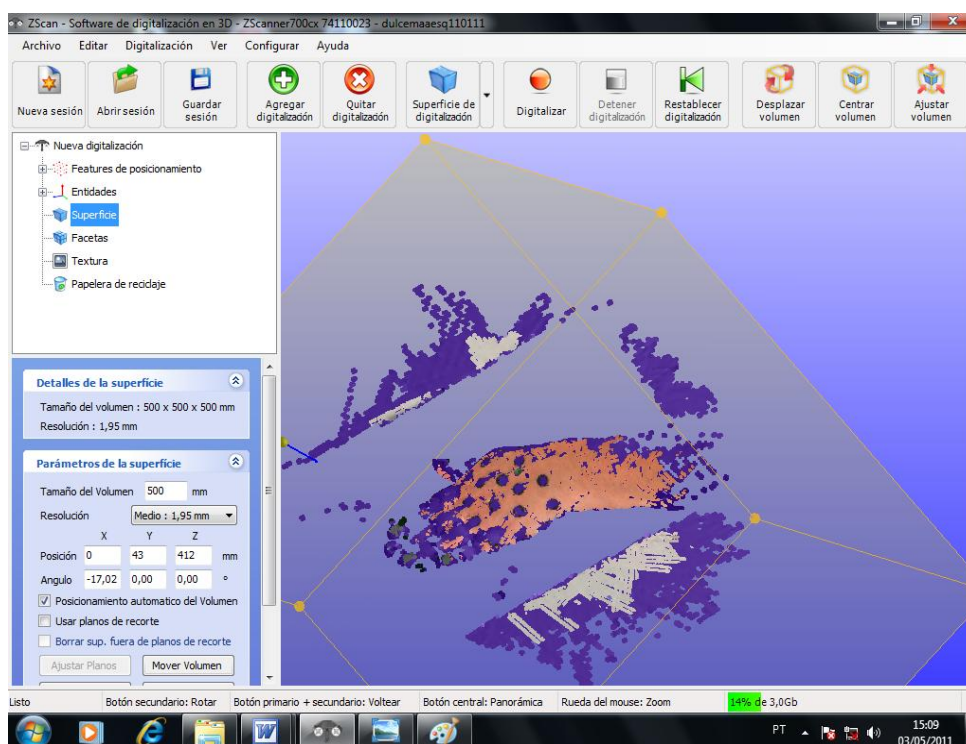 ZScan - Software de digitalización en 3D - ZScanner700cx 74110023 - dulcemaaesq110111
Archivo Editar Digitalización Ver Configurar Ayuda
Nueva sesión Abrir sesión Guardar sesión Agregar digitalización Quitar digitalización Superficie de digitalización Digitalizar Detener digitalización Restablecer digitalización Desplazar volumen Centrar volumen Ajustar volumen
Nueva digitalización
Features de posicionamiento
Entidades
Superficie
Facetas
Textura
Papelera de reciclaje
Detalles de la superfície
Tamaño del volumen : 500 x 500 x 500 mm
Resolución : 1,95 mm
Parámetros de la superfície
Tamaño del Volumen 500 mm
Resolución Medio : 1,95 mm
X Y Z
Posición 0 43 412 mm
Angulo -17,02 0,00 0,00 °
Posicionamiento automatico del Volumen
Usar planos de recorte
Borrar sup. fuera de planos de recorte
Ajustar Planos Mover Volumen
Listo Botón secundario: Rotar Botón primario + secundario: Voltear Botón central: Panorámica Rueda del mouse: Zoom 14% de 3,0Gb
PT 15:09
03/05/2011